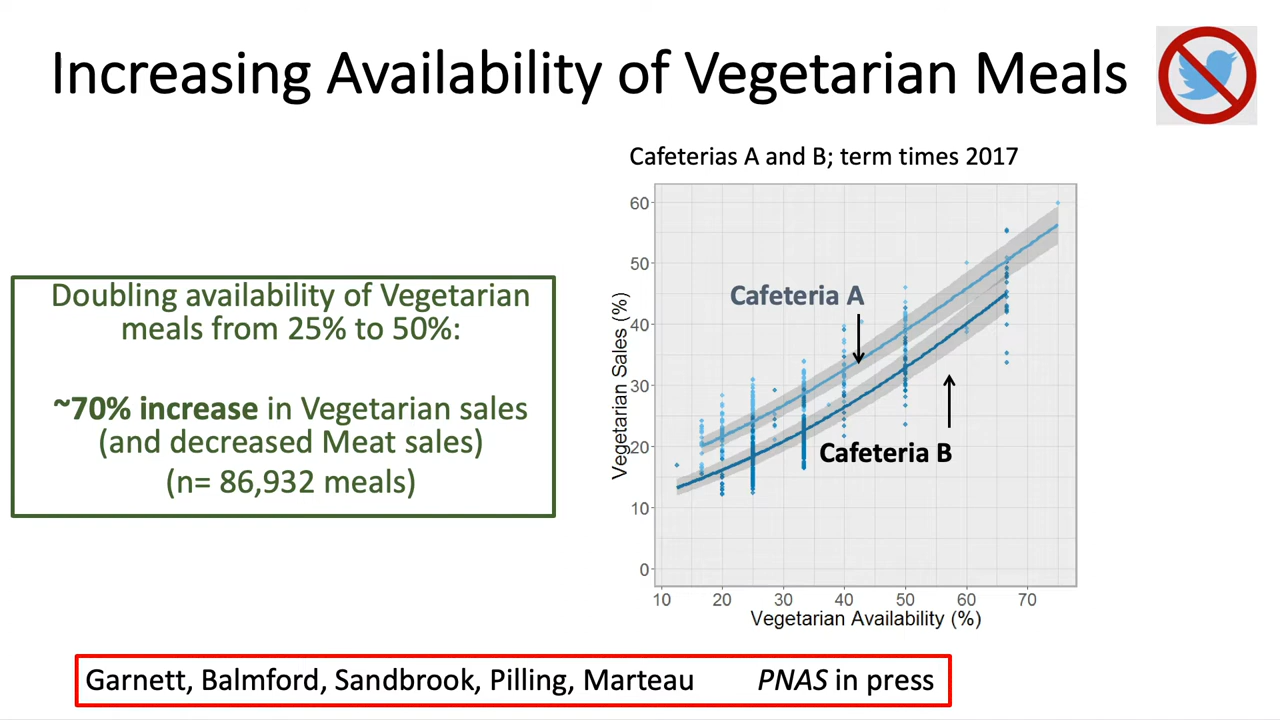 Increasing Availability of Vegetarian Meals
Cafeterias A and B; term times 2017
Doubling availability of Vegetarian
meals from 25% to 50%:
~70% increase in Vegetarian sales
(and decreased Meat sales)
(n= 86,932 meals)
Vegetarian Sales (%)
60
50
40
30
20
10
0
Cafeteria A
Cafeteria B
10 20 30 40 50 60 70
Vegetarian Availability (%)
Garnett, Balmford, Sandbrook, Pilling, Marteau PNAS in press